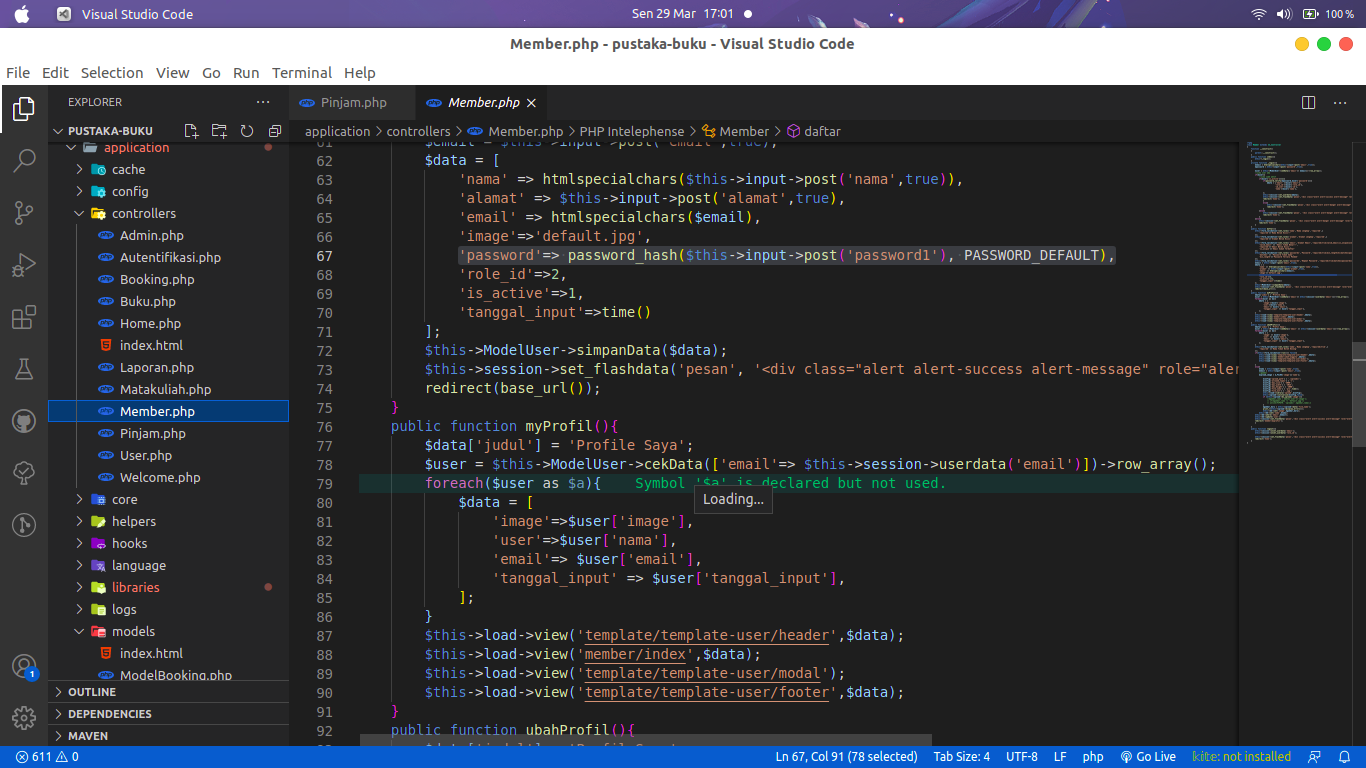 Visual Studio Code
Sen 29 Mar 17:01
100 %
Member.php - pustaka-buku - Visual Studio Code
File Edit Selection View Go Run Terminal Help
EXPLORER
PUSTAKA-BUKU
application
cache
config
controllers
Admin.php
Autentifikasi.php
Booking.php
Buku.php
Home.php
index.html
Laporan.php
Matakuliah.php
Member.php
Pinjam.php
User.php
Welcome.php
core
helpers
hooks
language
libraries
logs
models
index.html
ModelBooking.php
OUTLINE
DEPENDENCIES
MAVEN
1
Pinjam.php
Member.php
application > controllers > Member.php > PHP Intelephense > Member > daftar
61 $email = $this->input->post('email',true);
62 $data = [
63 'nama' => htmlspecialchars($this->input->post('nama',true)),
64 'alamat' => $this->input->post('alamat',true),
65 'email' => htmlspecialchars($email),
66 'image'=>'default.jpg',
67 'password'=> password_hash($this->input->post('password1'), PASSWORD_DEFAULT),
68 'role_id'=>2,
69 'is_active'=>1,
70 'tanggal_input'=>time()
71 ];
72 $this->ModelUser->simpanData($data);
73 $this->session->set_flashdata('pesan', '<div class="alert alert-success alert-message" role="aler
74 redirect(base_url());
75 }
76 public function myProfil(){
77 $data['judul'] = 'Profile Saya';
78 $user = $this->ModelUser->cekData(['email'=> $this->session->userdata('email')])->row_array();
79 foreach($user as $a){ Symbol '$a' is declared but not used.
Loading...
80 $data = [
81 'image'=>$user['image'],
82 'user'=>$user['nama'],
83 'email'=> $user['email'],
84 'tanggal_input' => $user['tanggal_input'],
85 ];
86 }
87 $this->load->view('template/template-user/header',$data);
88 $this->load->view('member/index',$data);
89 $this->load->view('template/template-user/modal');
90 $this->load->view('template/template-user/footer',$data);
91 }
92 public function ubahProfil(){
611 0
Ln 67, Col 91 (78 selected)
Tab Size: 4
UTF-8
LF
php
Go Live
kite: not installed